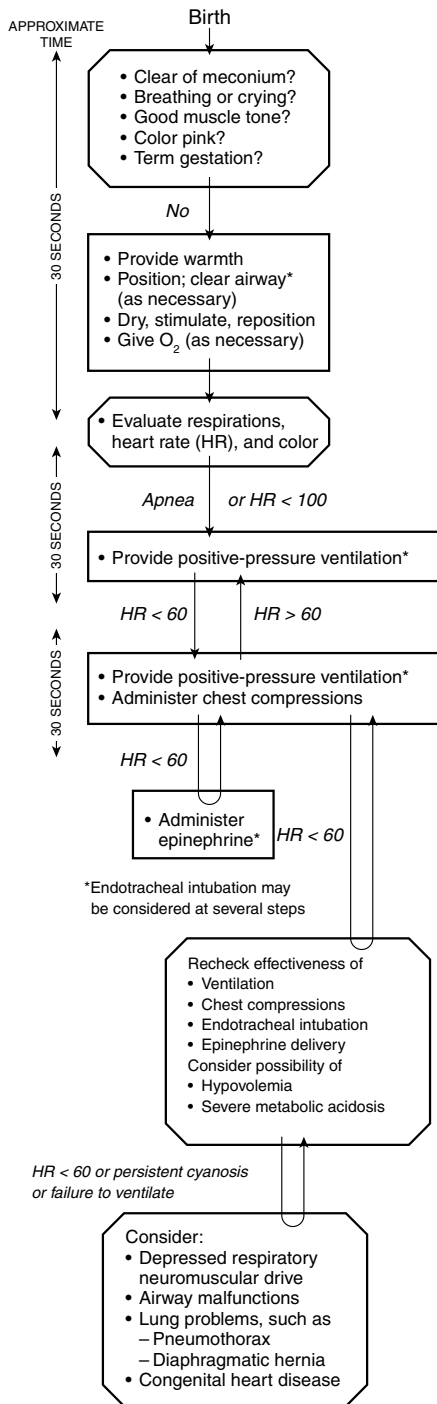 APPROXIMATE
TIME
Birth
30 SECONDS
• Clear of meconium?
• Breathing or crying?
• Good muscle tone?
• Color pink?
• Term gestation?
No
• Provide warmth
• Position; clear airway*
(as necessary)
• Dry, stimulate, reposition
• Give O₂ (as necessary)
• Evaluate respirations,
heart rate (HR), and color
30 SECONDS
Apnea or HR < 100
• Provide positive-pressure ventilation*
HR < 60 HR > 60
30 SECONDS
• Provide positive-pressure ventilation*
• Administer chest compressions
HR < 60
• Administer
epinephrine*
HR < 60
*Endotracheal intubation may
be considered at several steps
Recheck effectiveness of
• Ventilation
• Chest compressions
• Endotracheal intubation
• Epinephrine delivery
Consider possibility of
• Hypovolemia
• Severe metabolic acidosis
HR < 60 or persistent cyanosis
or failure to ventilate
Consider:
• Depressed respiratory
neuromuscular drive
• Airway malfunctions
• Lung problems, such as
– Pneumothorax
– Diaphragmatic hernia
• Congenital heart disease